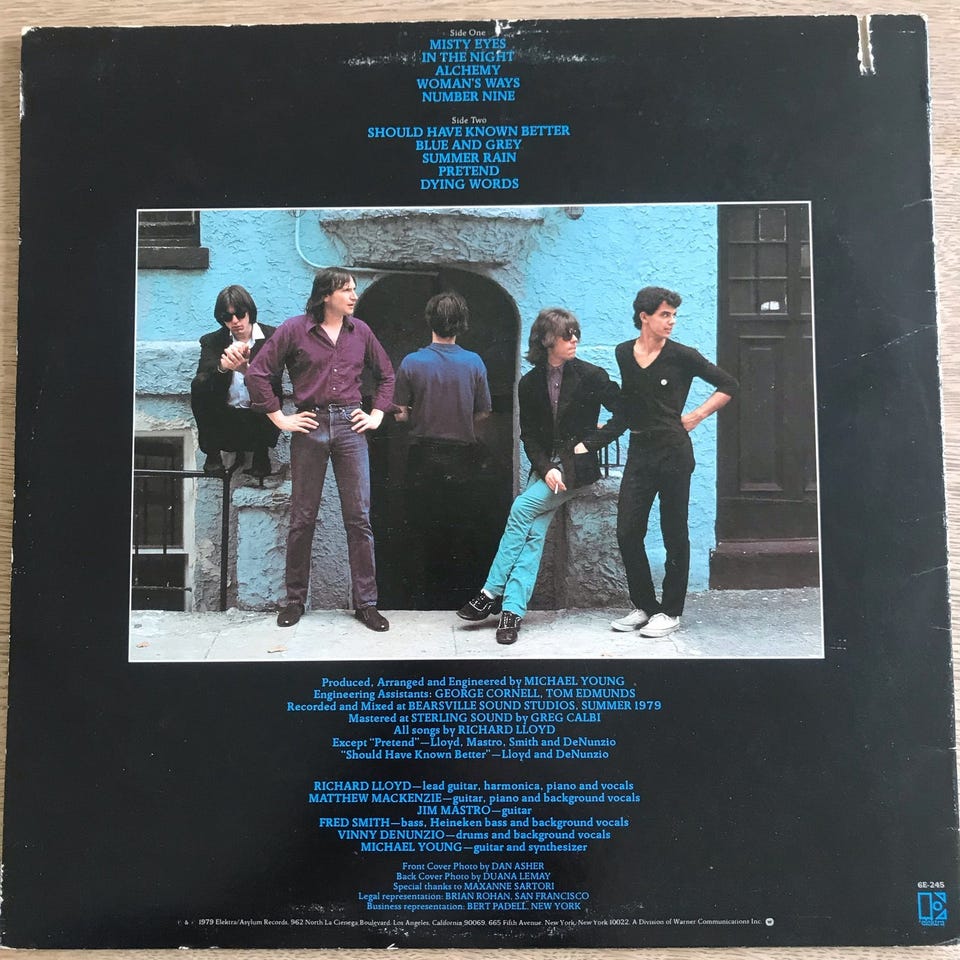 Side One
MISTY EYES
IN THE NIGHT
ALCHEMY
WOMAN'S WAYS
NUMBER NINE
Side Two
SHOULD HAVE KNOWN BETTER
BLUE AND GREY
SUMMER RAIN
PRETEND
DYING WORDS
Produced, Arranged and Engineered by MICHAEL YOUNG
Engineering Assistants: GEORGE CORNELL, TOM EDMUNDS
Recorded and Mixed at BEARSVILLE SOUND STUDIOS, SUMMER 1979
Mastered at STERLING SOUND by GREG CALBI
All songs by RICHARD LLOYD
Except “Pretend”—Lloyd, Mastro, Smith and DeNunzio
“Should Have Known Better”—Lloyd and DeNunzio
RICHARD LLOYD—lead guitar, harmonica, piano and vocals
MATTHEW MACKENZIE—guitar, piano and background vocals
JIM MASTRO—guitar
FRED SMITH—bass, Heineken bass and background vocals
VINNY DENUNZIO—drums and background vocals
MICHAEL YOUNG—guitar and synthesizer
Front Cover Photo by DAN ASHER
Back Cover Photo by DUANA LEMAY
Special thanks to MAXANNE SARTORI
Legal representation: BRIAN ROHAN, SAN FRANCISCO
Business representation: BERT PADELL, NEW YORK
& 1979 Elektra/Asylum Records, 962 North La Cienega Boulevard, Los Angeles, California 90069. 665 Fifth Avenue, New York, New York 10022. A Division of Warner Communications Inc.
6E-245
elektra